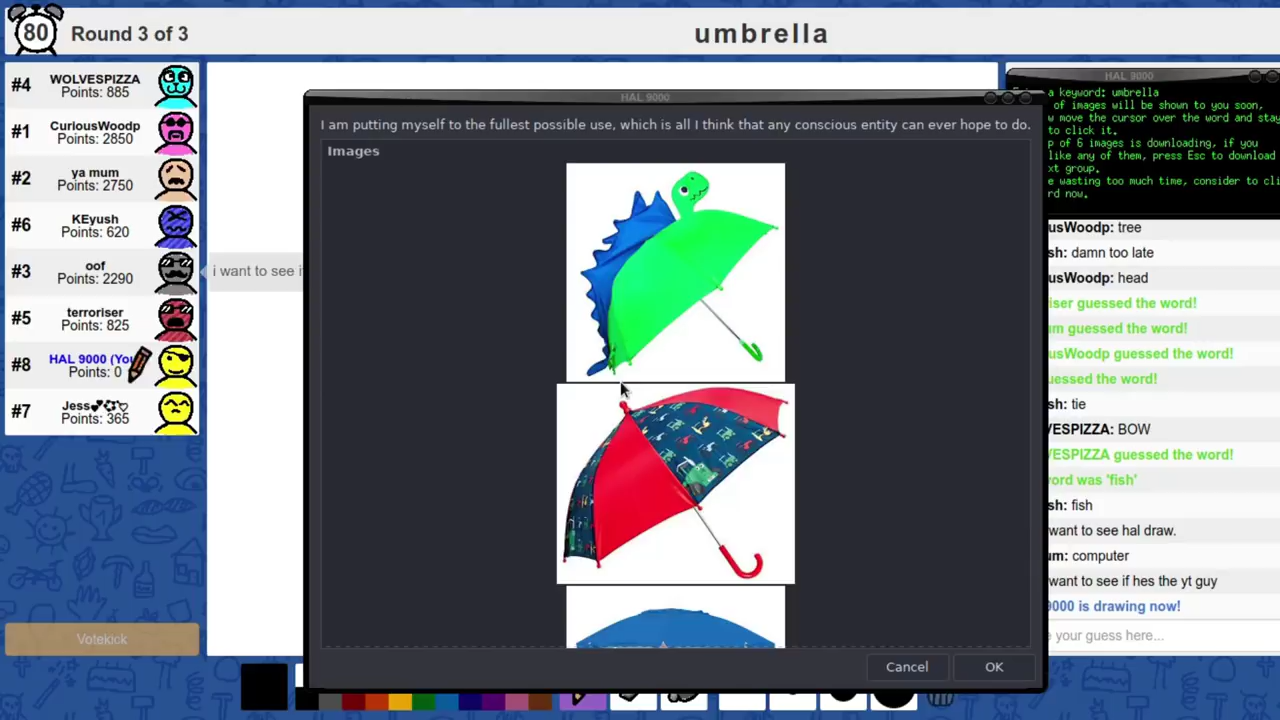 80
Round 3 of 3
umbrella
#4
WOLVESPIZZA
Points: 885
#1
CuriousWoodp
Points: 2850
#2
ya mum
Points: 2750
#6
KEyush
Points: 620
#3
oof
Points: 2290
#5
terroriser
Points: 825
#8
HAL 9000 (You
Points: 0
#7
Jess
Points: 365
Votekick
i want to see i
HAL 9000
I am putting myself to the fullest possible use, which is all I think that any conscious entity can ever hope to do.
Images
Cancel
OK
HAL 9000
a keyword: umbrella
of images will be shown to you soon,
w move the cursor over the word and stay
to click it.
p of 6 images is downloading, if you
like any of them, press Esc to download
xt group.
e wasting too much time, consider to cli
rd now.
usWoodp: tree
sh: damn too late
usWoodp: head
iser guessed the word!
um guessed the word!
usWoodp guessed the word!
uessed the word!
sh: tie
VESPIZZA: BOW
VESPIZZA guessed the word!
ord was 'fish'
sh: fish
want to see hal draw.
um: computer
want to see if hes the yt guy
9000 is drawing now!
e your guess here...